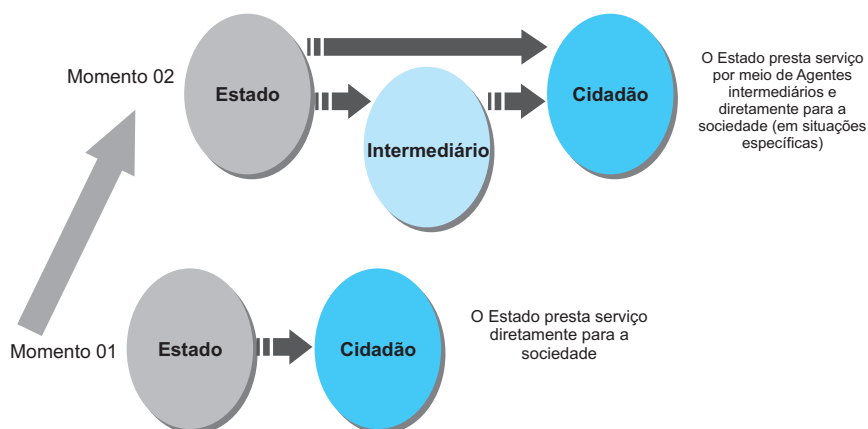 Momento 02
Estado
Intermediário
Cidadão
O Estado presta serviço
por meio de Agentes
intermediários e
diretamente para a
sociedade (em situações
específicas)
Momento 01
Estado
Cidadão
O Estado presta serviço
diretamente para a
sociedade